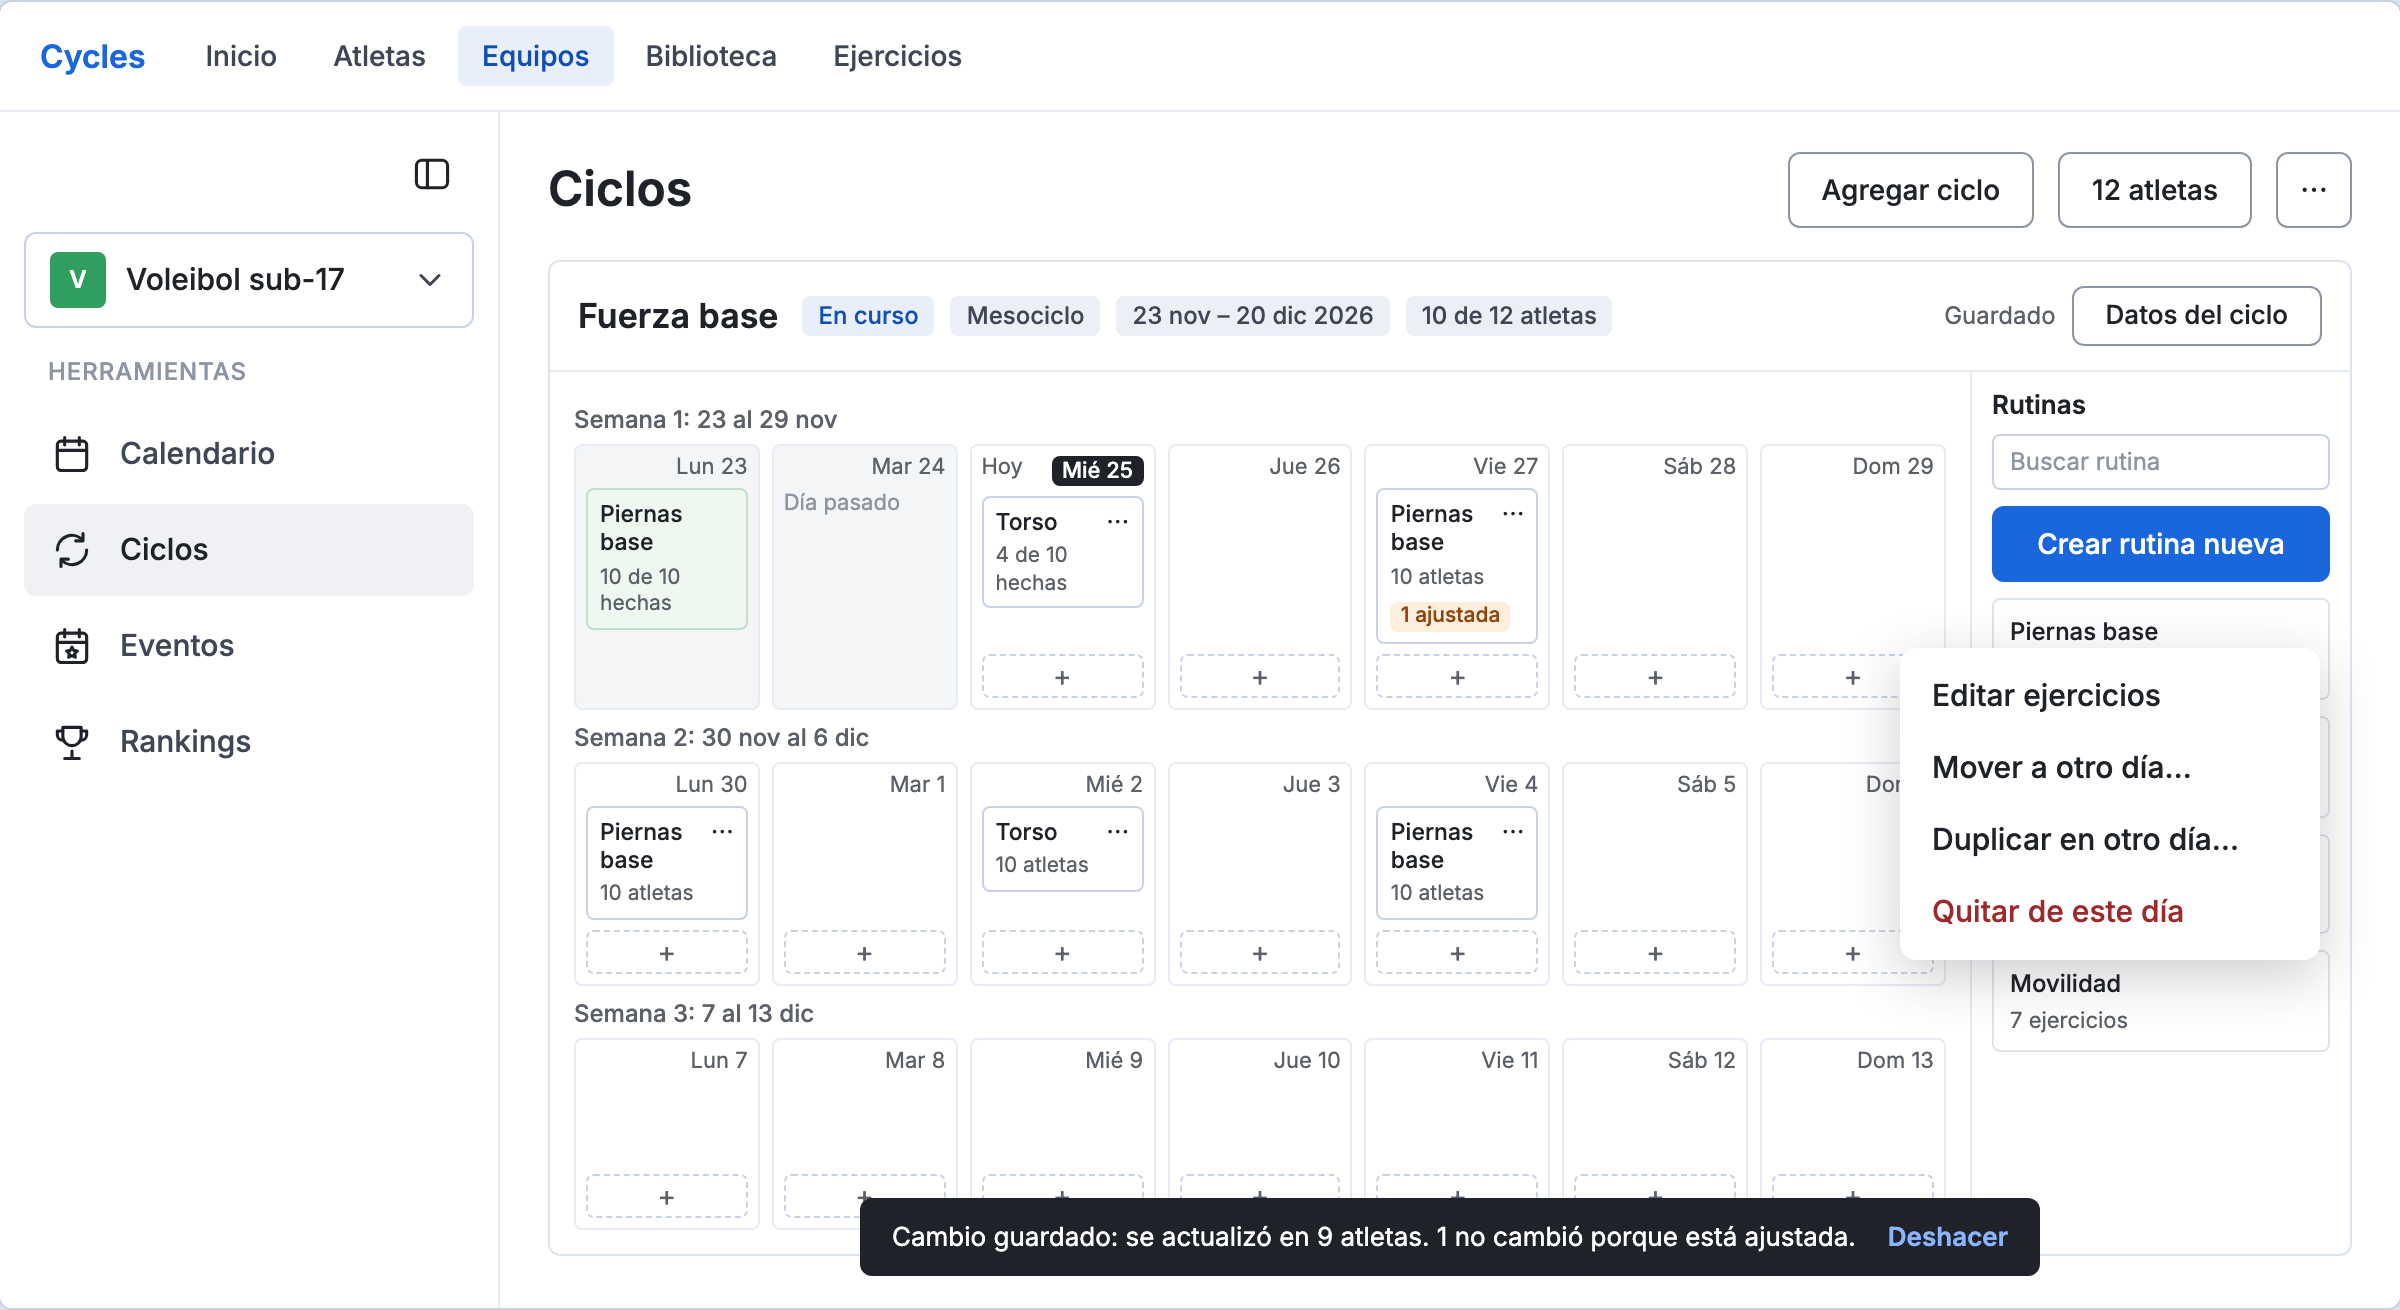 Cycles
Inicio
Atletas
Equipos
Biblioteca
Ejercicios
V
Voleibol sub-17
HERRAMIENTAS
Calendario
Ciclos
Eventos
Rankings
Ciclos
Agregar ciclo
12 atletas
...
Fuerza base
En curso
Mesociclo
23 nov – 20 dic 2026
10 de 12 atletas
Guardado
Datos del ciclo
Semana 1: 23 al 29 nov
Lun 23
Piernas
base
10 de 10
hechas
Mar 24
Día pasado
Hoy
Mié 25
Torso
...
4 de 10
hechas
+
Jue 26
+
Vie 27
Piernas
base
...
10 atletas
1 ajustada
+
Sáb 28
+
Dom 29
+
Semana 2: 30 nov al 6 dic
Lun 30
Piernas
base
...
10 atletas
+
Mar 1
+
Mié 2
Torso
...
10 atletas
+
Jue 3
+
Vie 4
Piernas
base
...
10 atletas
+
Sáb 5
+
+
Semana 3: 7 al 13 dic
Lun 7
+
Mar 8
+
Mié 9
+
Jue 10
+
Vie 11
+
Sáb 12
+
Dom 13
+
Rutinas
Buscar rutina
Crear rutina nueva
Piernas base
Editar ejercicios
Mover a otro día...
Duplicar en otro día...
Quitar de este día
Movilidad
7 ejercicios
Cambio guardado: se actualizó en 9 atletas. 1 no cambió porque está ajustada.
Deshacer